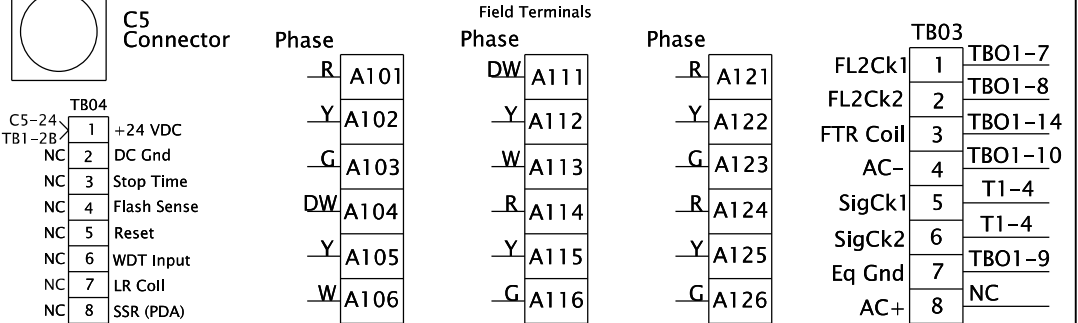 Field Terminals
C5
Connector
Phase
Phase
Phase
TB03
R A101
DW A111
R A121
FL2Ck1 1 TBO1-7
TB04
Y A102
Y A112
Y A122
FL2Ck2 2 TBO1-8
C5-24
TB1-2B
1 +24 VDC
FTR Coil 3 TBO1-14
NC 2 DC Gnd
G A103
W A113
G A123
AC- 4 TBO1-10
NC 3 Stop Time
NC 4 Flash Sense
DW A104
R A114
R A124
SigCk1 5 T1-4
NC 5 Reset
SigCk2 6 T1-4
NC 6 WDT Input
Y A105
Y A115
Y A125
Eq Gnd 7 TBO1-9
NC 7 LR Coil
W A106
G A116
G A126
AC+ 8 NC
NC 8 SSR (PDA)